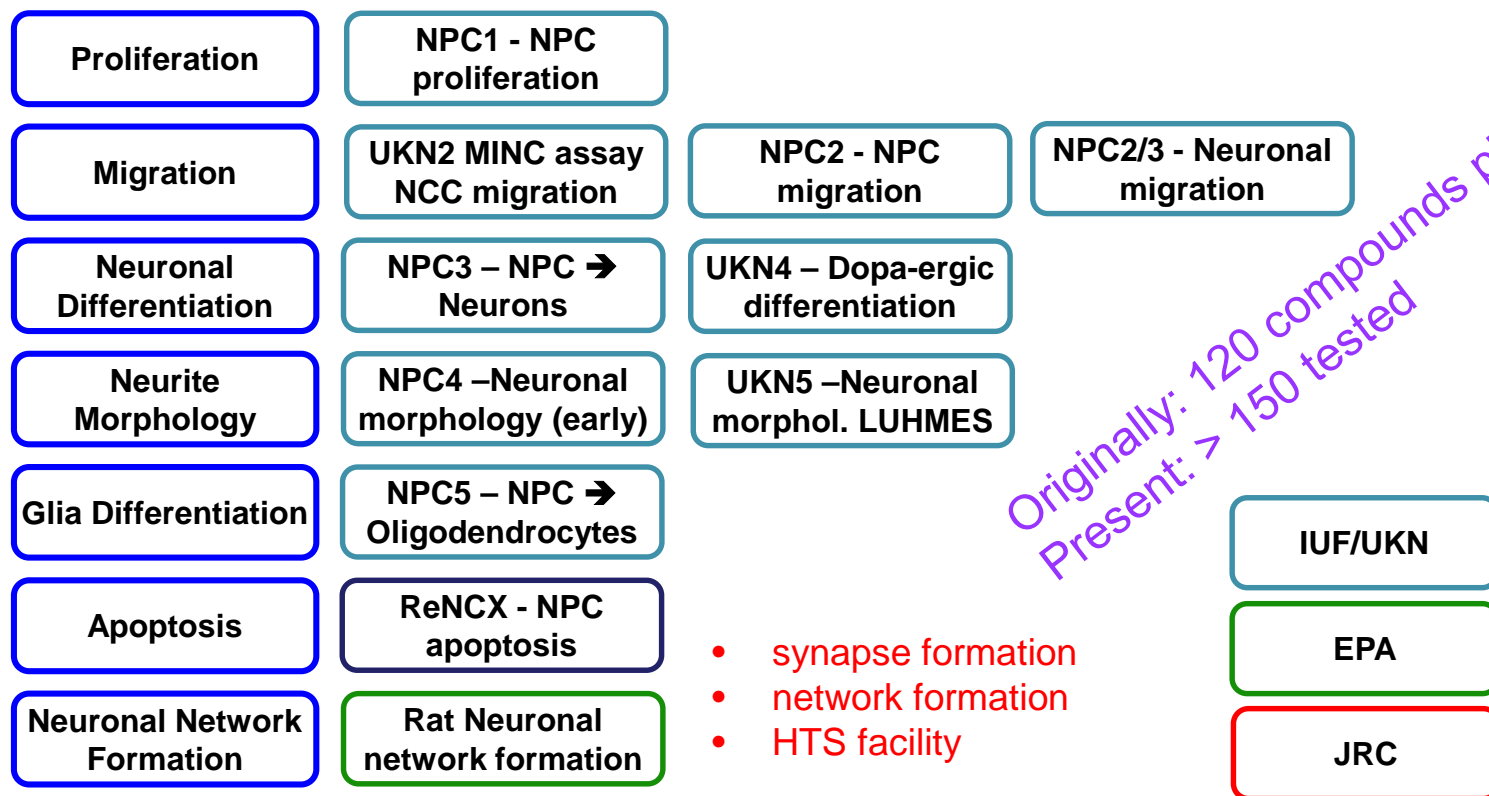 Proliferation
NPC1 - NPC
proliferation
Migration
UKN2 MINC assay
NCC migration
NPC2 - NPC
migration
NPC2/3 - Neuronal
migration
Neuronal
Differentiation
NPC3 – NPC ➔
Neurons
UKN4 – Dopa-ergic
differentiation
Neurite
Morphology
NPC4 –Neuronal
morphology (early)
UKN5 –Neuronal
morphol. LUHMES
Glia Differentiation
NPC5 – NPC ➔
Oligodendrocytes
Apoptosis
ReNCX - NPC
apoptosis
Neuronal Network
Formation
Rat Neuronal
network formation
• synapse formation
• network formation
• HTS facility
Originally: 120 compounds
Present: > 150 tested
IUF/UKN
EPA
JRC